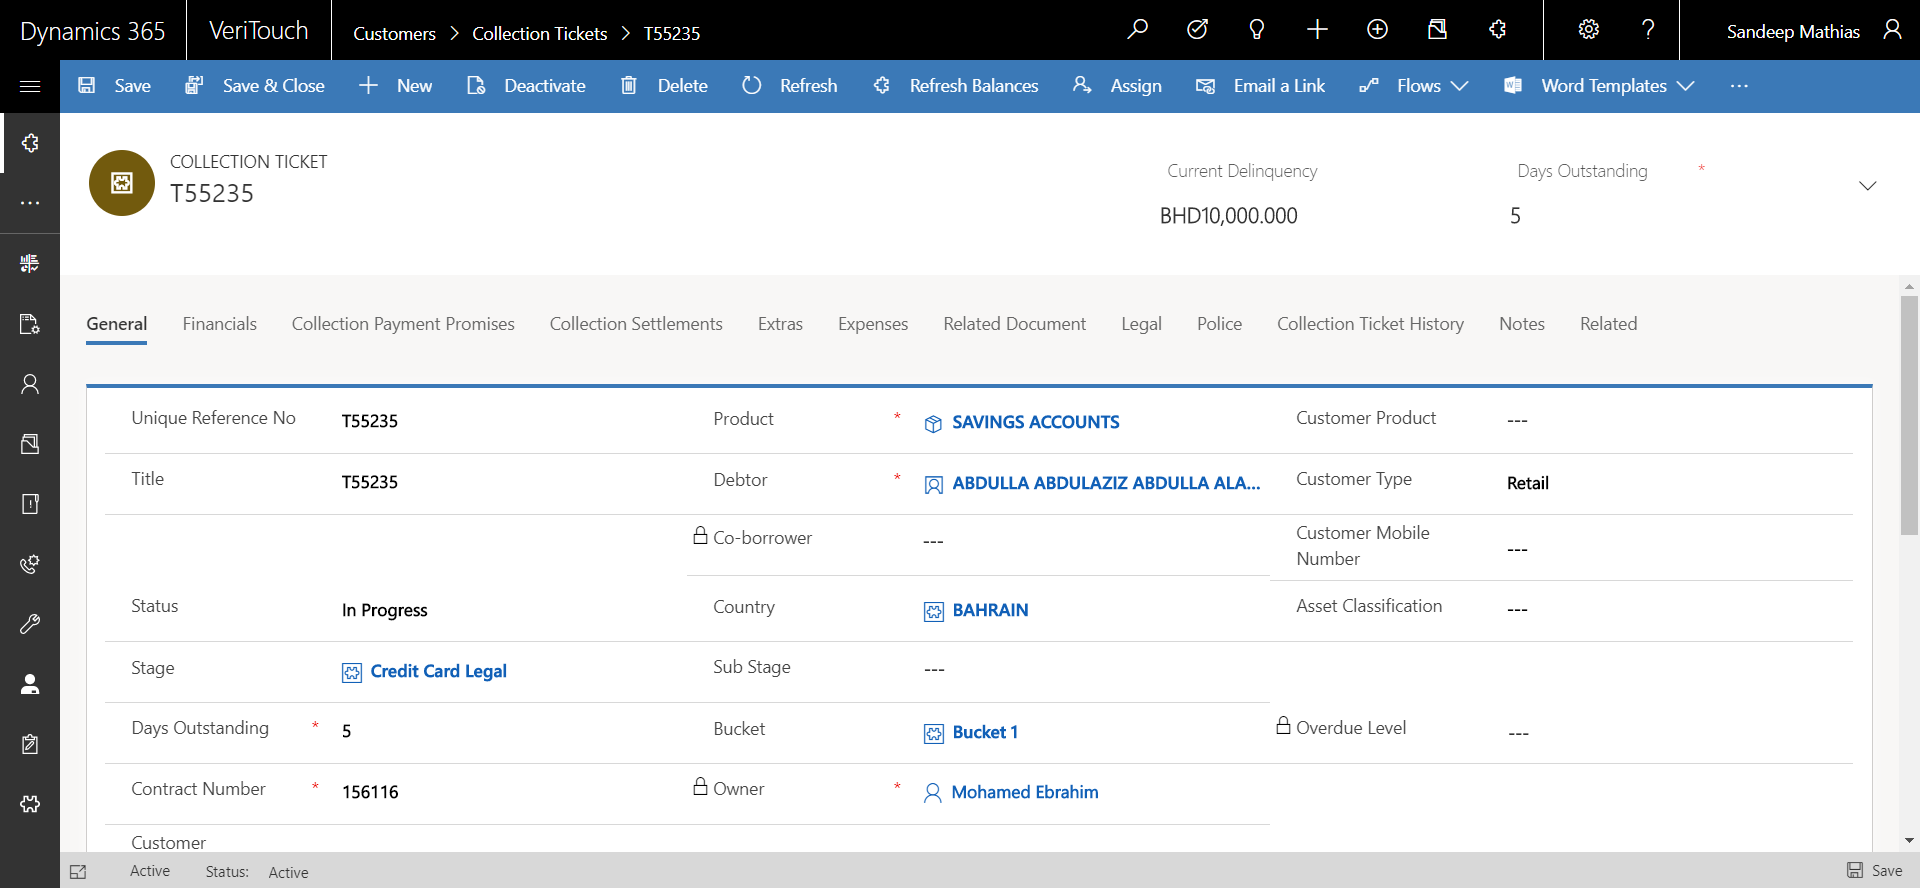 Dynamics 365 VeriTouch Customers > Collection Tickets > T55235 Sandeep Mathias
Save Save & Close New Deactivate Delete Refresh Refresh Balances Assign Email a Link Flows Word Templates ...
COLLECTION TICKET
T55235
Current Delinquency Days Outstanding *
BHD10,000.000 5
General Financials Collection Payment Promises Collection Settlements Extras Expenses Related Document Legal Police Collection Ticket History Notes Related
Unique Reference No T55235 Product * SAVINGS ACCOUNTS Customer Product ---
Title T55235 Debtor * ABDULLA ABDULAZIZ ABDULLA ALA... Customer Type Retail
Co-borrower --- Customer Mobile Number ---
Status In Progress Country BAHRAIN Asset Classification ---
Stage Credit Card Legal Sub Stage ---
Days Outstanding * 5 Bucket Bucket 1 Overdue Level ---
Contract Number * 156116 Owner * Mohamed Ebrahim
Customer
Active Status: Active Save